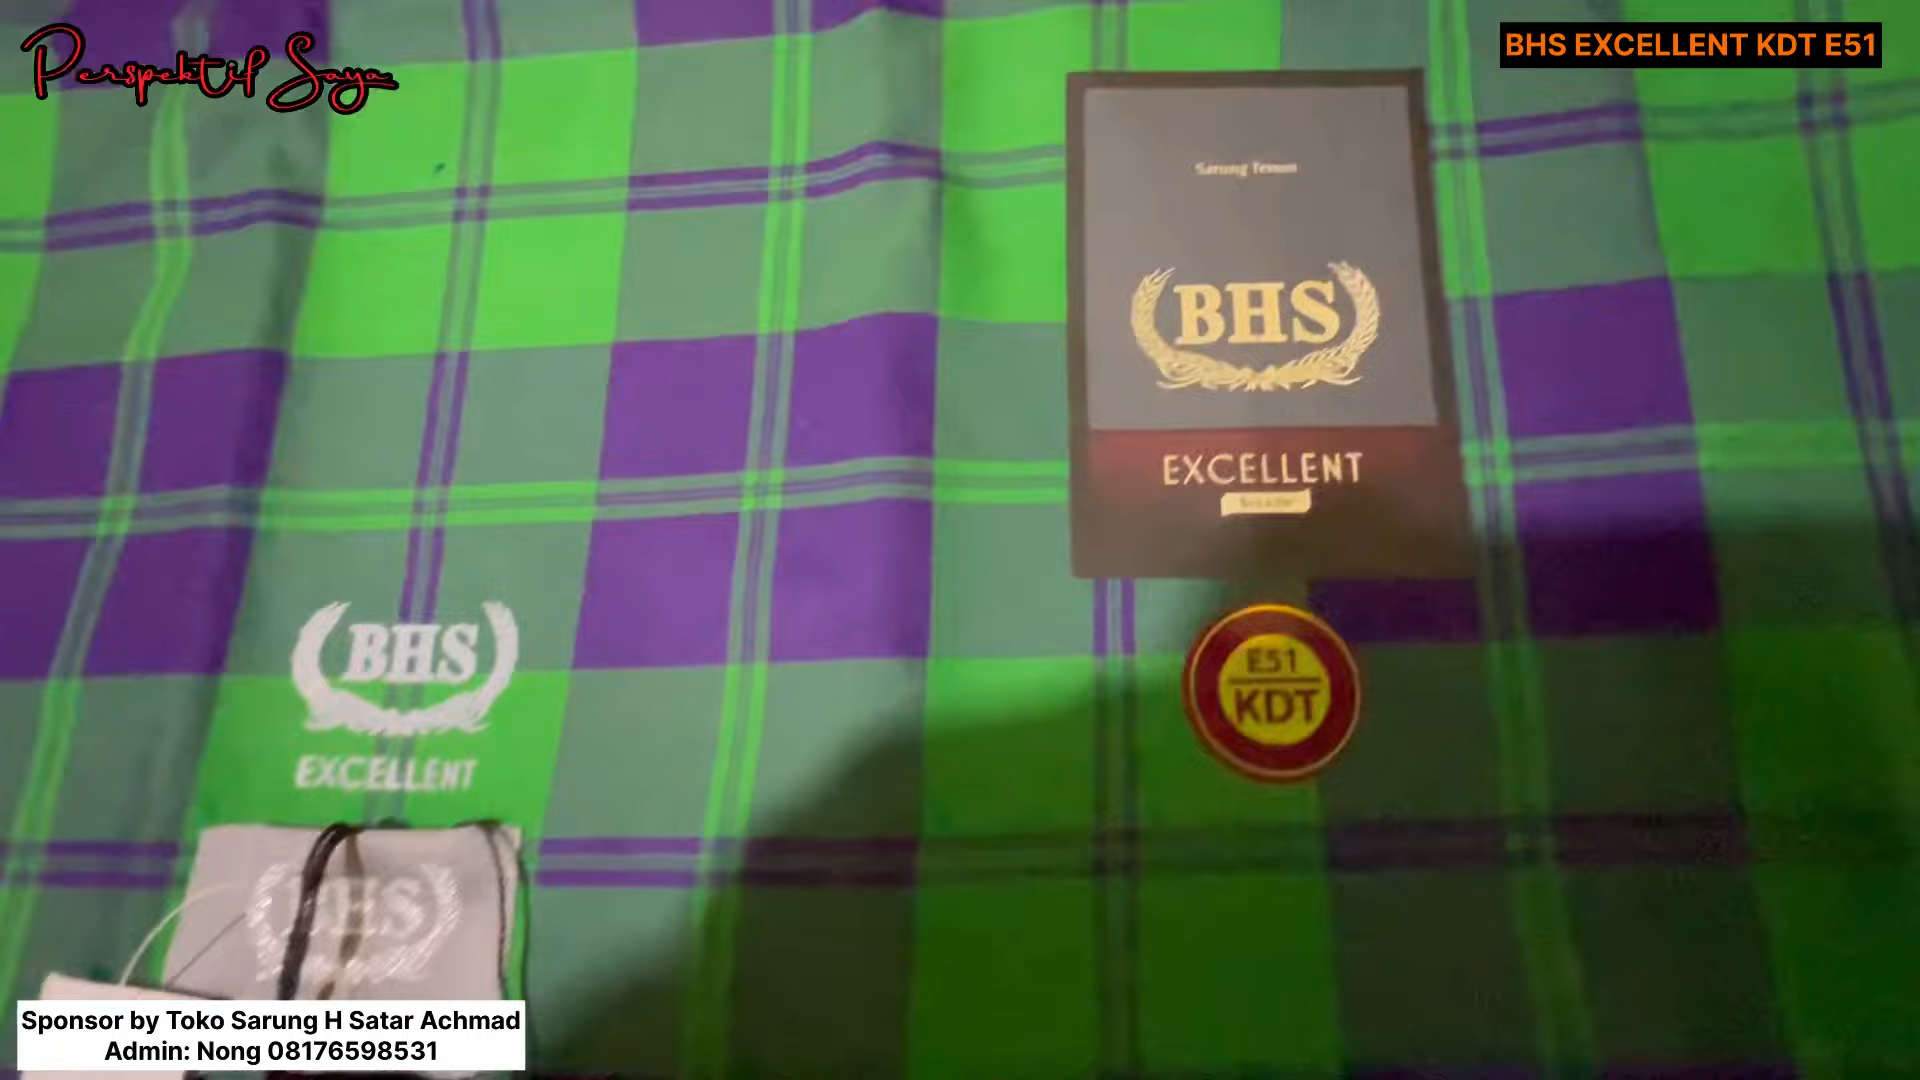 Perspektif Saya
BHS EXCELLENT KDT E51
Sarung Tenun
BHS
EXCELLENT
E51
KDT
BHS
EXCELLENT
BHS
Sponsor by Toko Sarung H Satar Achmad
Admin: Nong 08176598531